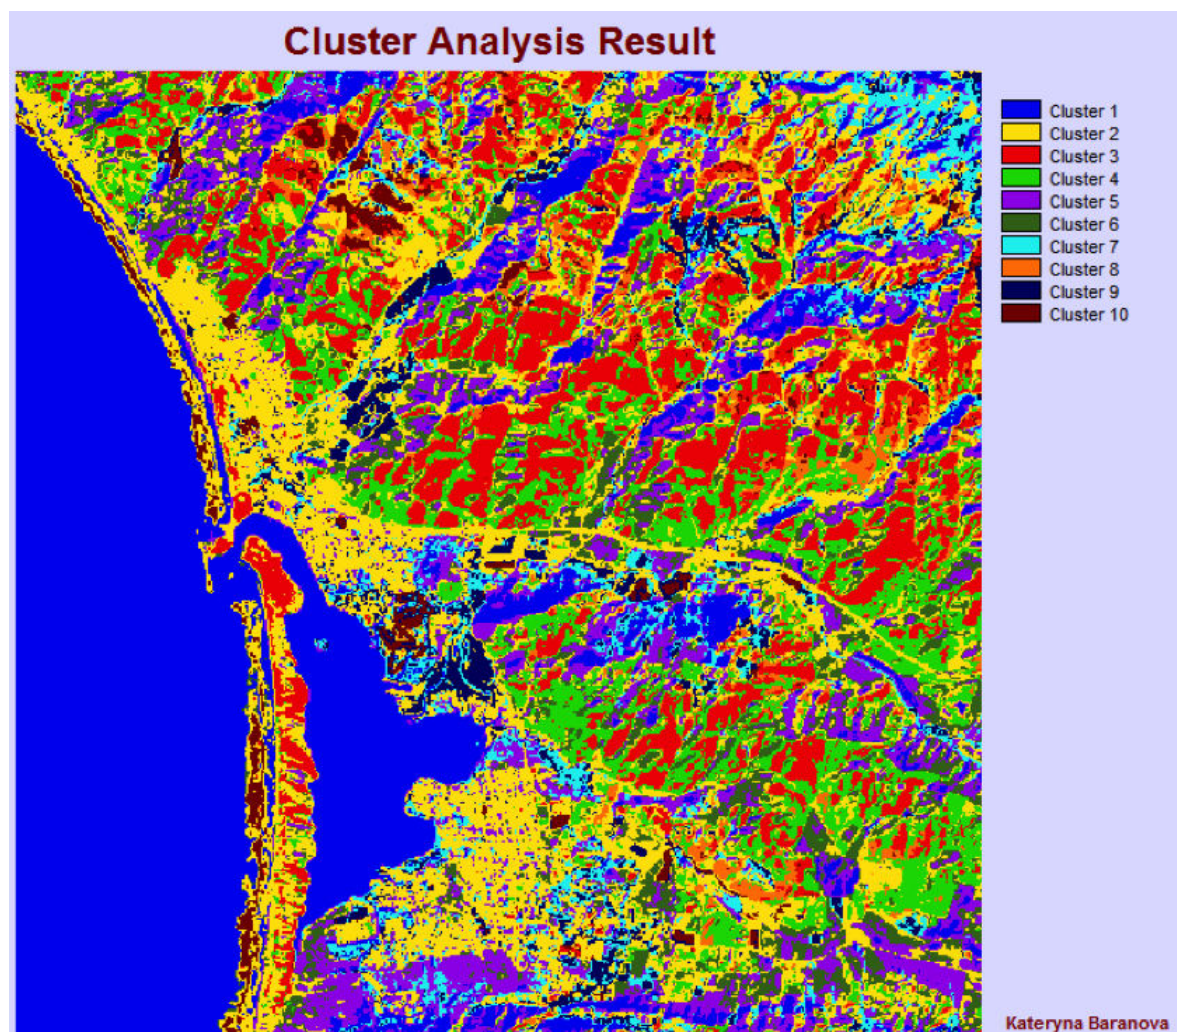 Cluster Analysis Result
Cluster 1
Cluster 2
Cluster 3
Cluster 4
Cluster 5
Cluster 6
Cluster 7
Cluster 8
Cluster 9
Cluster 10
Kateryna Baranova